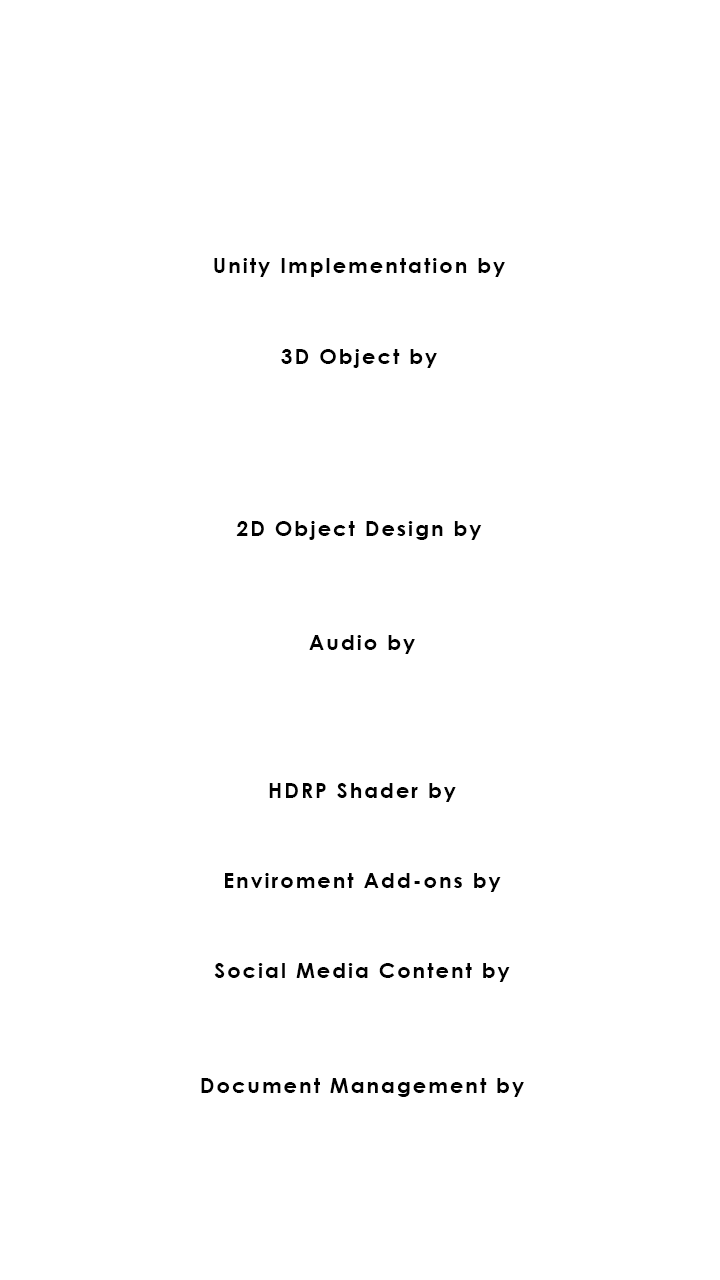 Unity Implementation by
3D Object by
2D Object Design by
Audio by
HDRP Shader by
Enviroment Add-ons by
Social Media Content by
Document Management by